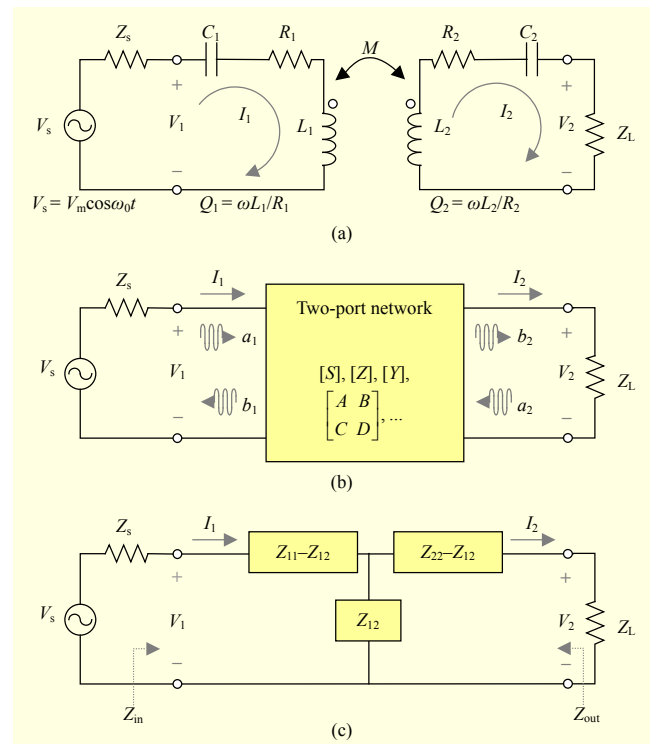 Z_s C_1 R_1 M R_2 C_2
+ +
V_s V_1 I_1 L_1 L_2 I_2 V_2 Z_L
− −
V_s = V_m cosω_0t Q_1 = ωL_1/R_1 Q_2 = ωL_2/R_2
(a)
Z_s I_1 Two-port network I_2
+ a_1 b_2 +
V_s V_1 [S], [Z], [Y], V_2 Z_L
− b_1 [A B a_2 −
C D], ...
(b)
Z_s I_1 Z_11–Z_12 Z_22–Z_12 I_2
+ +
V_s V_1 Z_12 V_2 Z_L
− −
Z_in Z_out
(c)